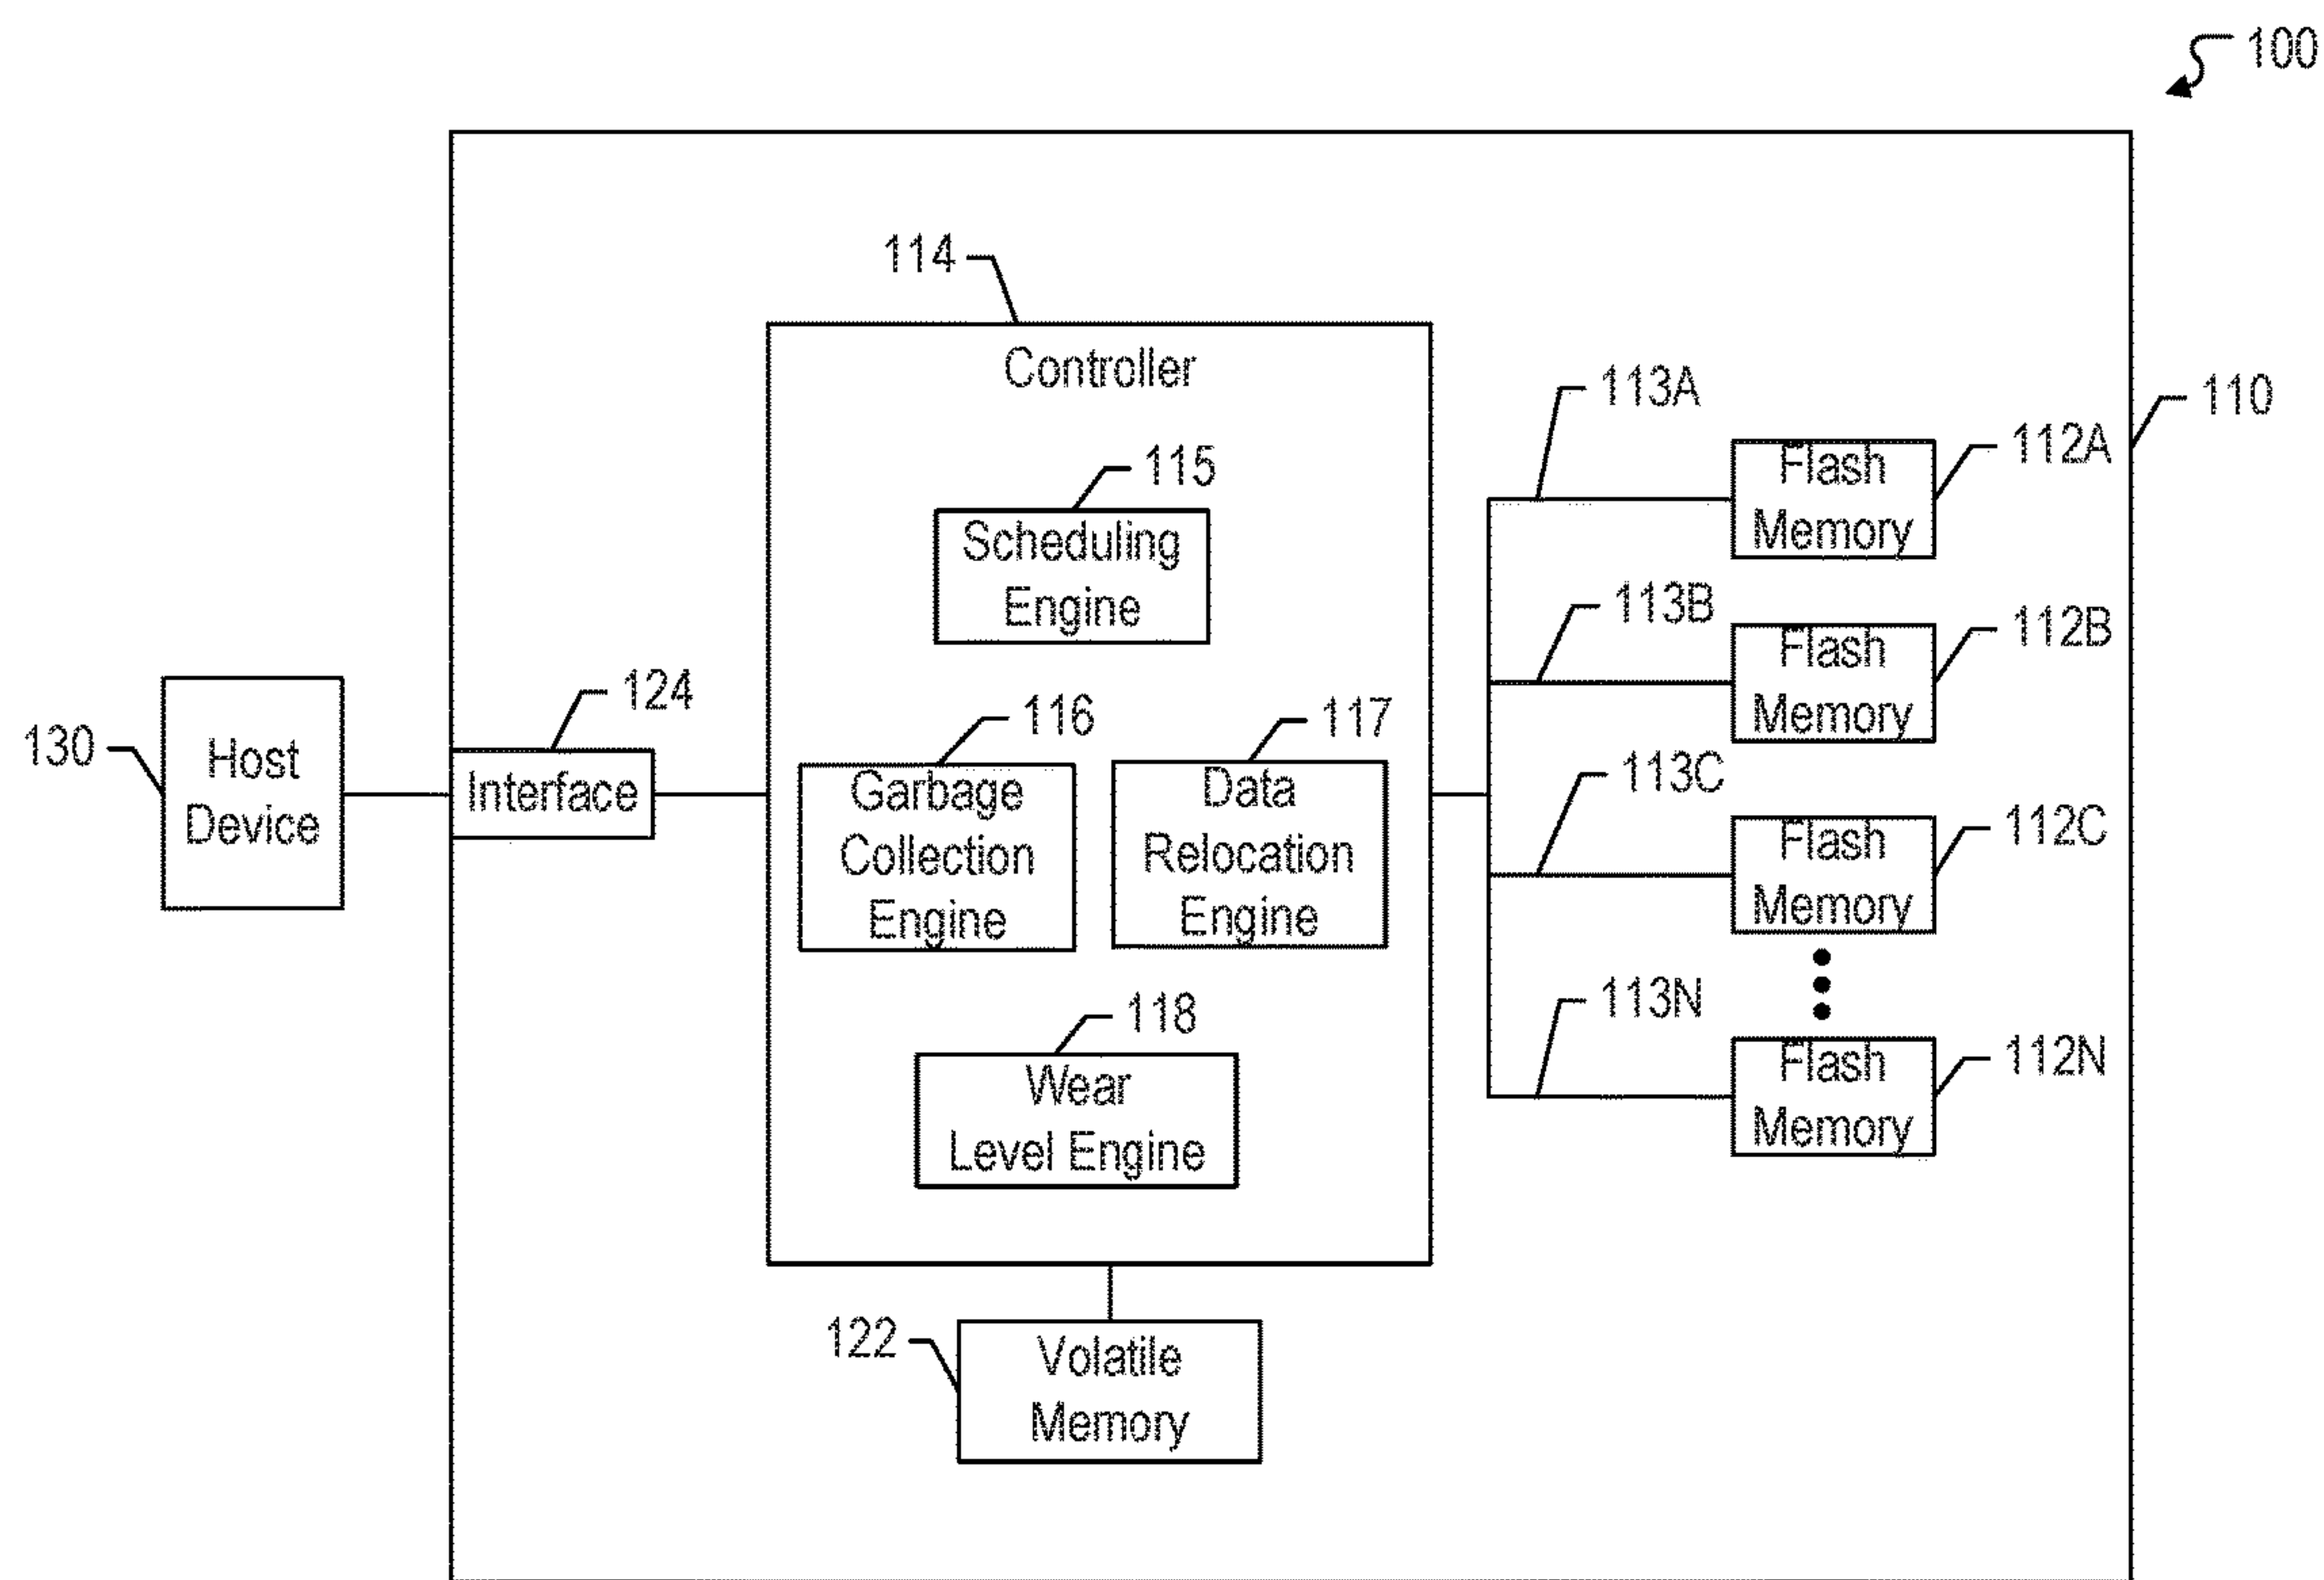 100
114
Controller
113A
110
112A
Flash
Memory
115
Scheduling
Engine
113B
112B
Flash
Memory
124
130
Host
Device
Interface
116
Garbage
Collection
Engine
117
Data
Relocation
Engine
113C
112C
Flash
Memory
113N
112N
Flash
Memory
118
Wear
Level Engine
122
Volatile
Memory